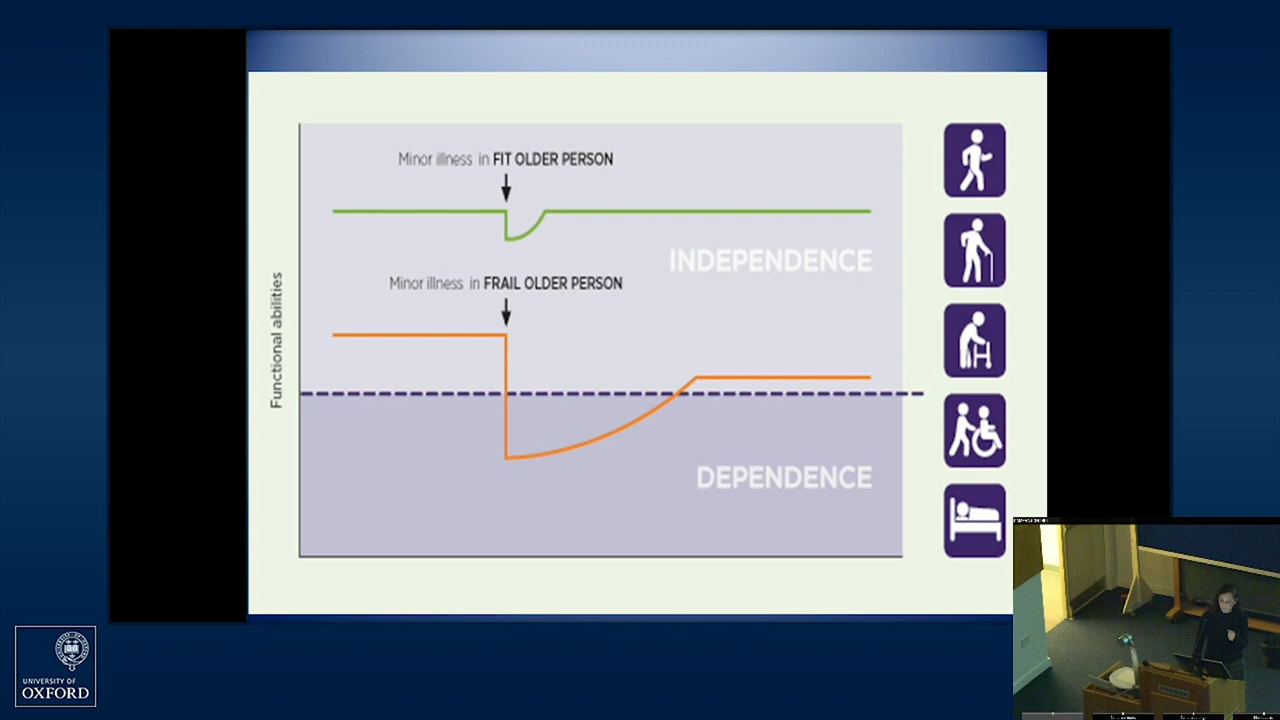 Minor illness in FIT OLDER PERSON
INDEPENDENCE
Minor illness in FRAIL OLDER PERSON
Functional abilities
DEPENDENCE
UNIVERSITY OF
OXFORD